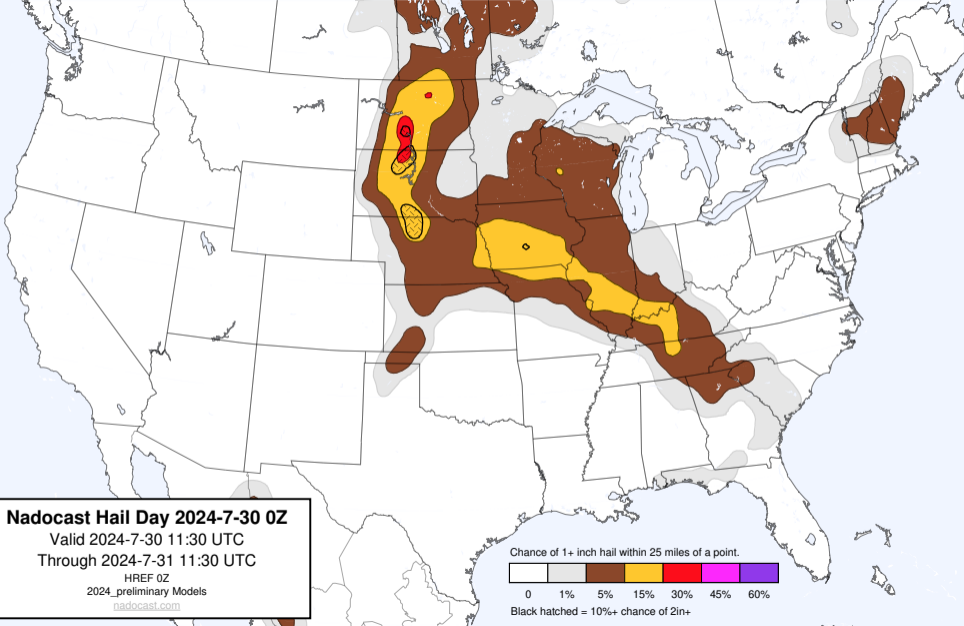 Nadocast Hail Day 2024-7-30 0Z
Valid 2024-7-30 11:30 UTC
Through 2024-7-31 11:30 UTC
HREF 0Z
2024_preliminary Models
nadocast.com
Chance of 1+ inch hail within 25 miles of a point.
0 1% 5% 15% 30% 45% 60%
Black hatched = 10%+ chance of 2in+